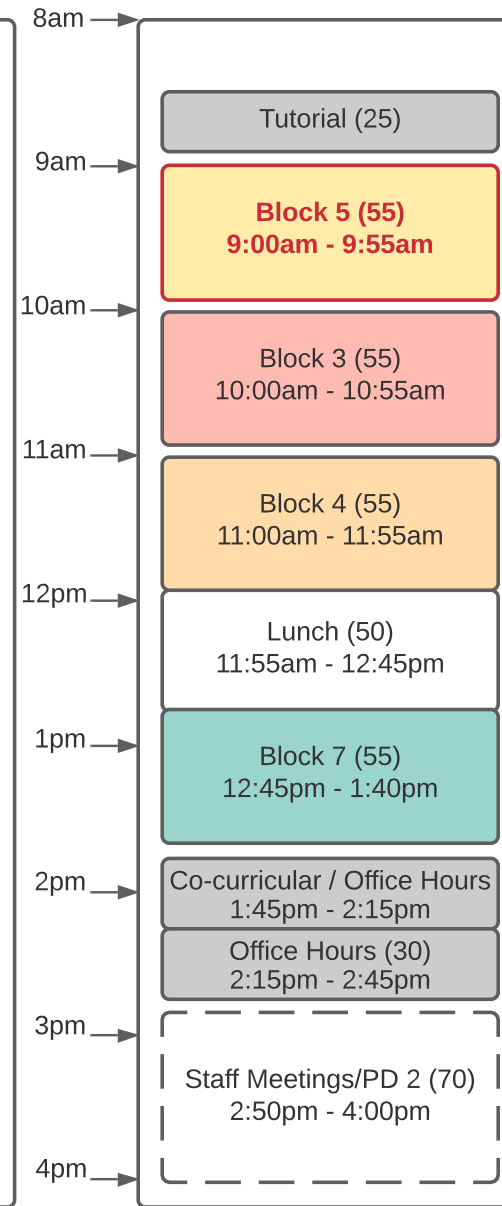 8am
Tutorial (25)
9am
Block 5 (55)
9:00am - 9:55am
10am
Block 3 (55)
10:00am - 10:55am
11am
Block 4 (55)
11:00am - 11:55am
12pm
Lunch (50)
11:55am - 12:45pm
1pm
Block 7 (55)
12:45pm - 1:40pm
2pm
Co-curricular / Office Hours
1:45pm - 2:15pm
Office Hours (30)
2:15pm - 2:45pm
3pm
Staff Meetings/PD 2 (70)
2:50pm - 4:00pm
4pm